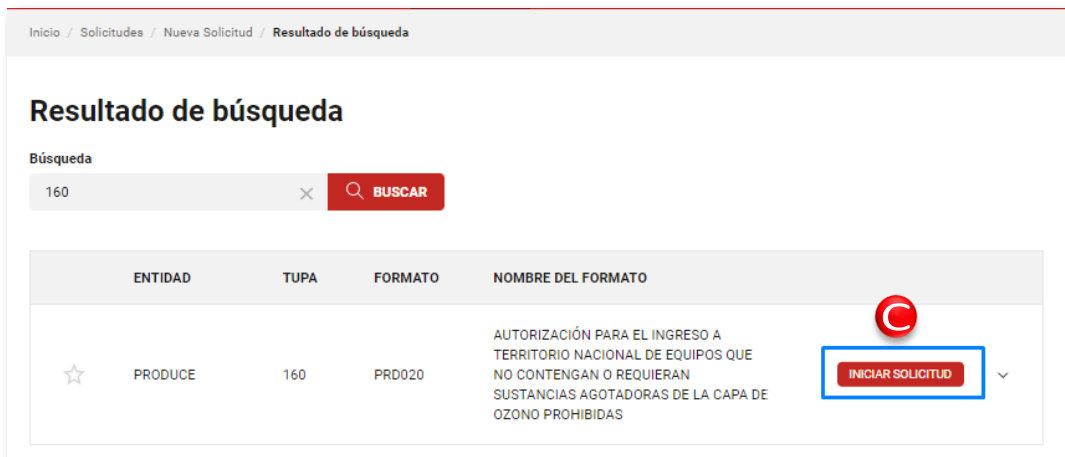 Inicio / Solicitudes / Nueva Solicitud / Resultado de búsqueda
Resultado de búsqueda
Búsqueda
160 BUSCAR
ENTIDAD TUPA FORMATO NOMBRE DEL FORMATO
C
AUTORIZACIÓN PARA EL INGRESO A
TERRITORIO NACIONAL DE EQUIPOS QUE
PRODUCE 160 PRD020 NO CONTENGAN O REQUIERAN INICIAR SOLICITUD
SUSTANCIAS AGOTADORAS DE LA CAPA DE
OZONO PROHIBIDAS